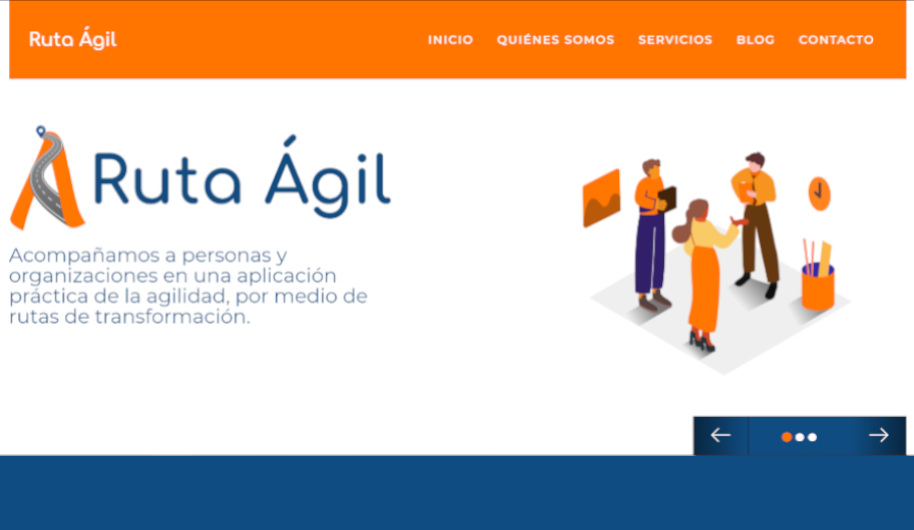 Ruta Ágil
INICIO QUIÉNES SOMOS SERVICIOS BLOG CONTACTO
Ruta Ágil
Acompañamos a personas y
organizaciones en una aplicación
práctica de la agilidad, por medio de
rutas de transformación.